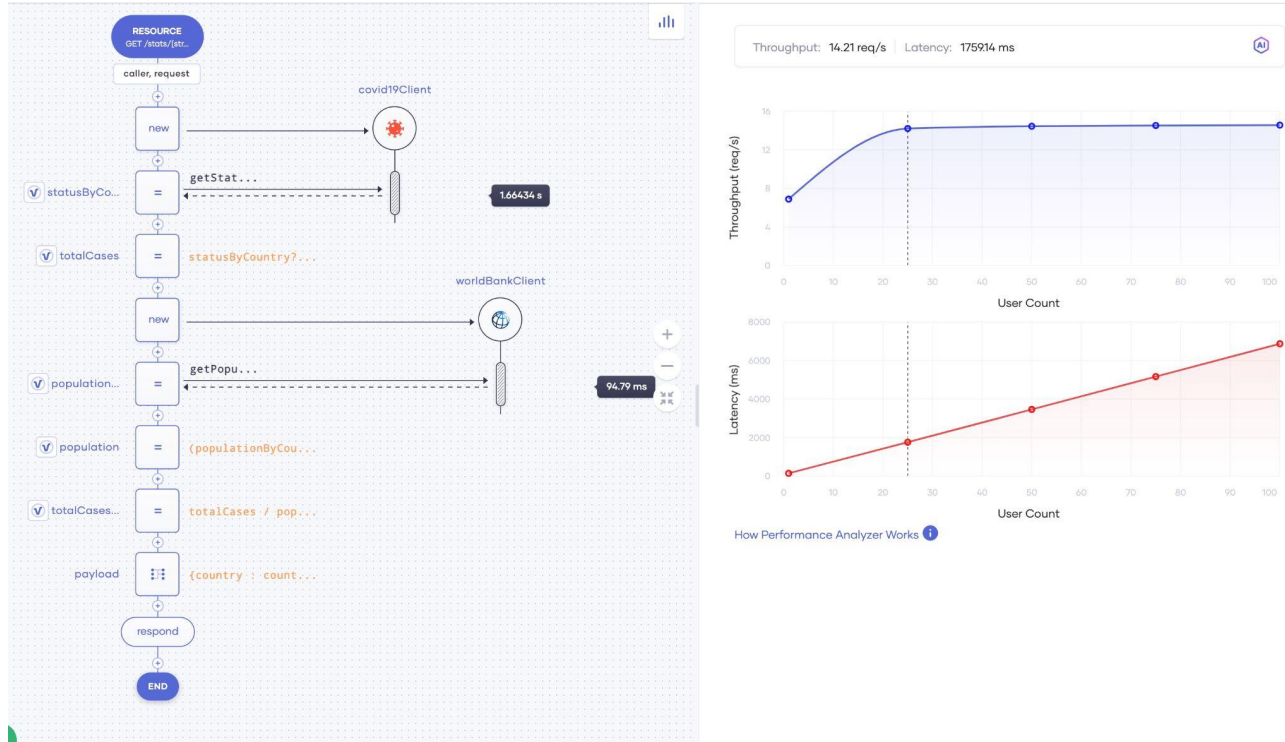 RESOURCE
GET /stats/[str...
caller, request
new
covid19Client
statusByCo...
=
getStat...
1.66434 s
totalCases
=
statusByCountry?...
new
worldBankClient
population...
=
getPopu...
94.79 ms
population
=
(populationByCou...
totalCases...
=
totalCases / pop...
payload
{country : count...
respond
END
Throughput: 14.21 req/s
Latency: 1759.14 ms
AI
Throughput (req/s)
16
12
8
4
0
0 10 20 30 40 50 60 70 80 90 100
User Count
Latency (ms)
8000
6000
4000
2000
0
0 10 20 30 40 50 60 70 80 90 100
User Count
How Performance Analyzer Works i